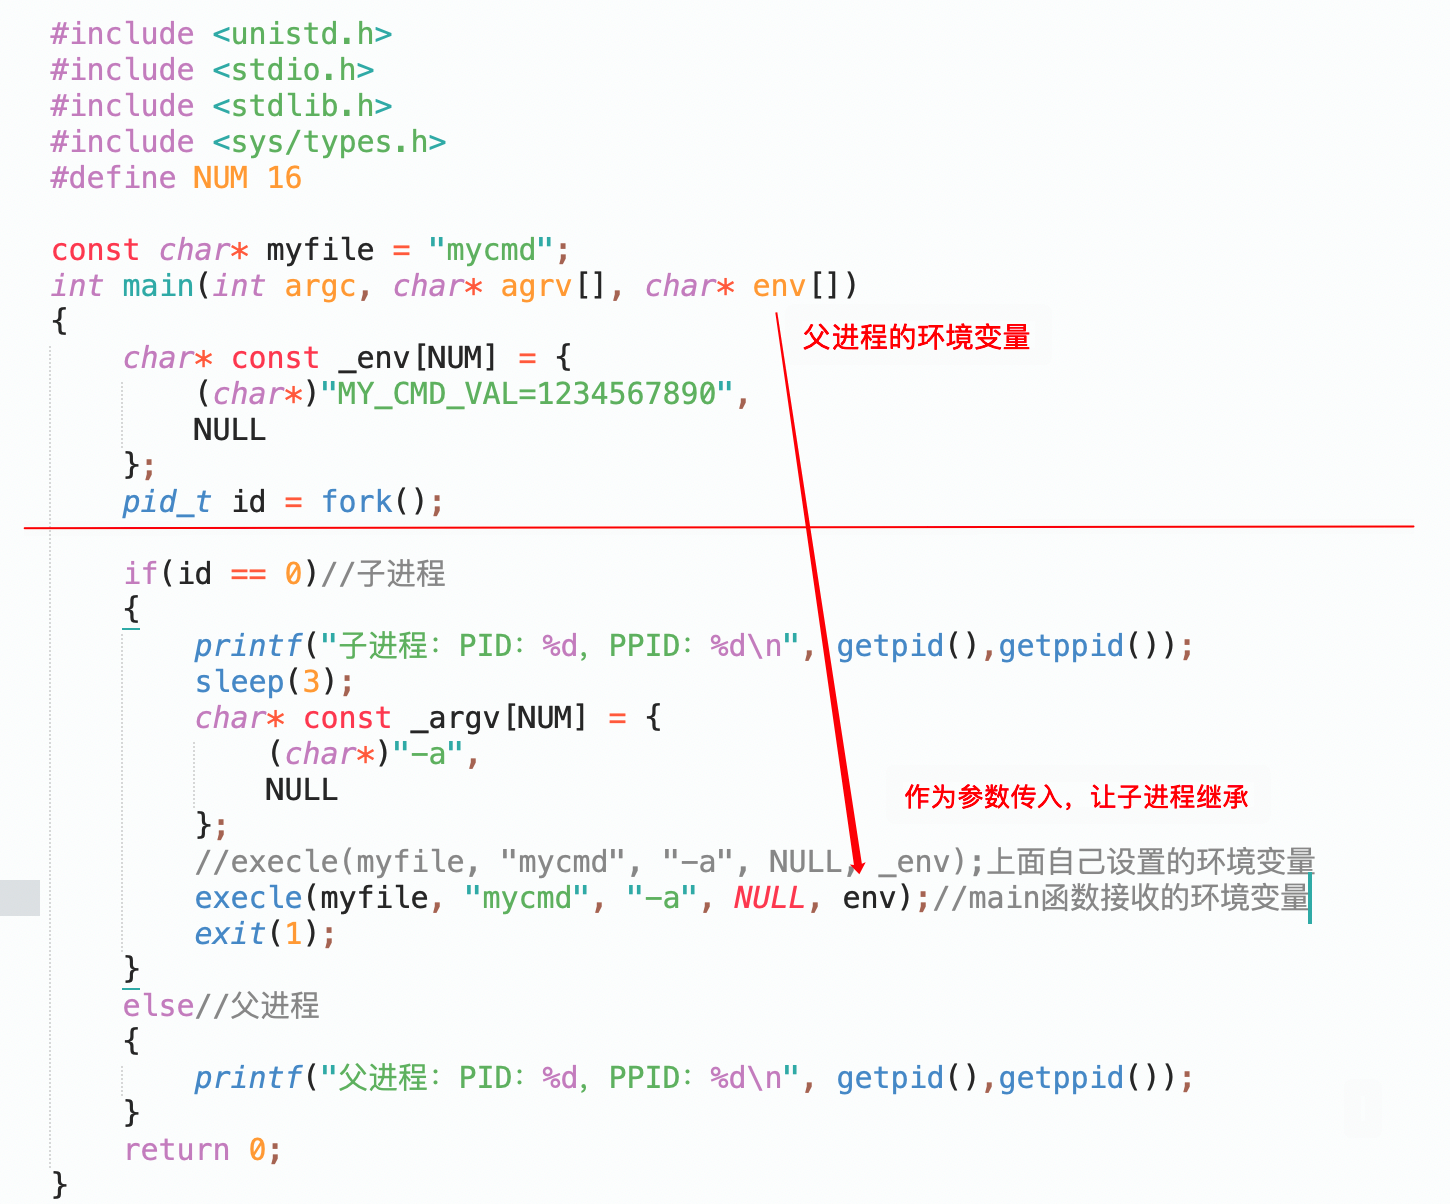 #include <unistd.h>
#include <stdio.h>
#include <stdlib.h>
#include <sys/types.h>
#define NUM 16
const char* myfile = "mycmd";
int main(int argc, char* agrv[], char* env[])
{
父进程的环境变量
char* const _env[NUM] = {
(char*)"MY_CMD_VAL=1234567890",
NULL
};
pid_t id = fork();
if(id == 0)//子进程
{
printf("子进程：PID：%d，PPID：%d\n", getpid(),getppid());
sleep(3);
char* const _argv[NUM] = {
(char*)"-a",
NULL
作为参数传入，让子进程继承
};
//execle(myfile, "mycmd", "-a", NULL, _env);上面自己设置的环境变量
execle(myfile, "mycmd", "-a", NULL, env);//main函数接收的环境变量
exit(1);
}
else//父进程
{
printf("父进程：PID：%d，PPID：%d\n", getpid(),getppid());
}
return 0;
}